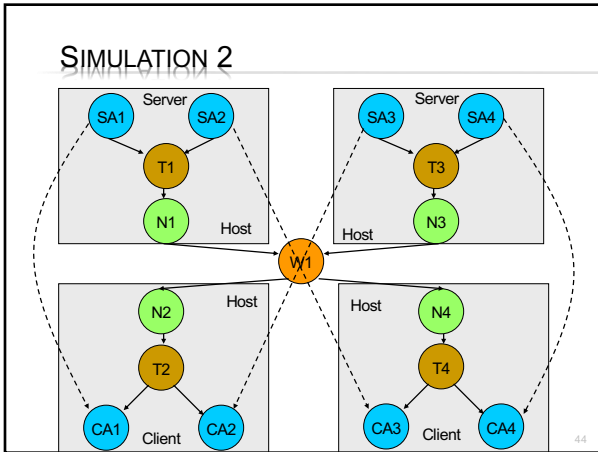 SIMULATION 2
Server
SA1
SA2
T1
N1
Host
Server
SA3
SA4
T3
N3
Host
W1
Host
N2
T2
CA1
CA2
Client
Host
N4
T4
CA3
CA4
Client
44